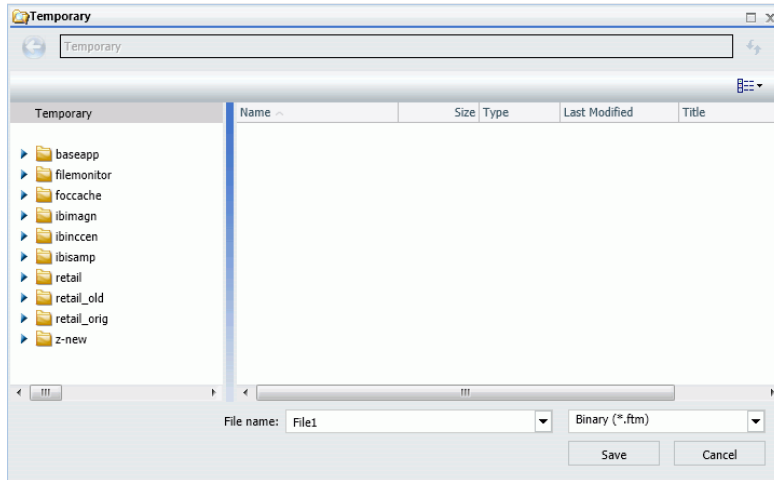 Temporary
Temporary
Temporary
Name Size Type Last Modified Title
baseapp
filemonitor
foccache
ibimagn
ibinccen
ibisamp
retail
retail_old
retail_orig
z-new
File name: File1 Binary (*.ftm)
Save Cancel